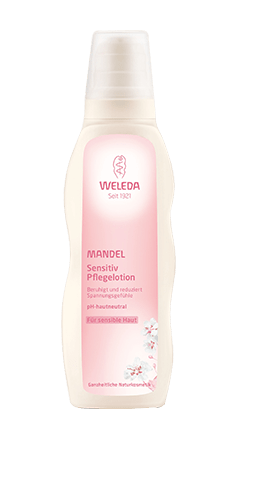 WELEDA
Seit 1921
MANDEL
Sensitiv
Pflegelotion
Beruhigt und reduziert
Spannungsgefühle
pH-hautneutral
Für sensible Haut
Ganzheitliche Naturkosmetik